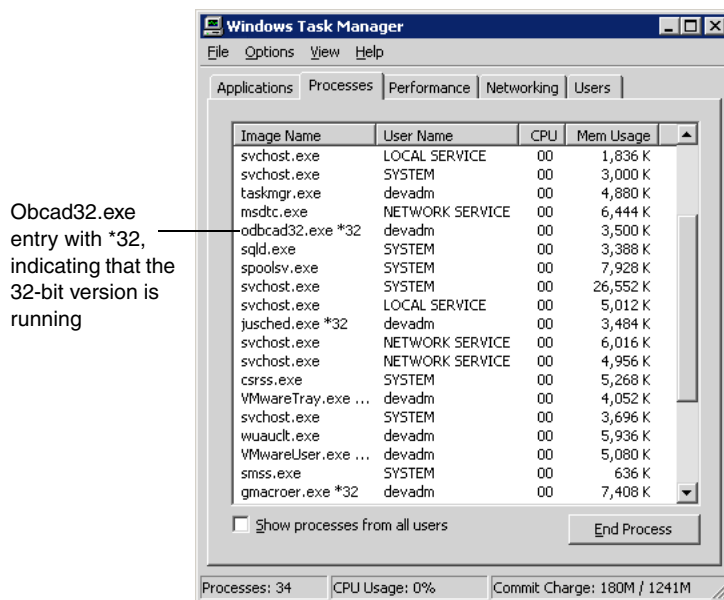 Windows Task Manager
File Options View Help
Applications Processes Performance Networking Users
Image Name User Name CPU Mem Usage
svchost.exe LOCAL SERVICE 00 1,836 K
svchost.exe SYSTEM 00 3,000 K
taskmgr.exe devadm 00 4,880 K
msdtc.exe NETWORK SERVICE 00 6,444 K
odbcad32.exe *32 devadm 00 3,500 K
sqld.exe SYSTEM 00 3,388 K
spoolsv.exe SYSTEM 00 7,928 K
svchost.exe SYSTEM 00 26,552 K
svchost.exe LOCAL SERVICE 00 5,012 K
jusched.exe *32 devadm 00 3,484 K
svchost.exe NETWORK SERVICE 00 6,016 K
svchost.exe NETWORK SERVICE 00 4,956 K
csrss.exe SYSTEM 00 5,268 K
VMwareTray.exe ... devadm 00 4,052 K
svchost.exe SYSTEM 00 3,696 K
wuauclt.exe devadm 00 5,936 K
VMwareUser.exe ... devadm 00 5,080 K
smss.exe SYSTEM 00 636 K
gmacroer.exe *32 devadm 00 7,408 K
Show processes from all users
End Process
Processes: 34 CPU Usage: 0% Commit Charge: 180M / 1241M
Obcad32.exe
entry with *32,
indicating that the
32-bit version is
running